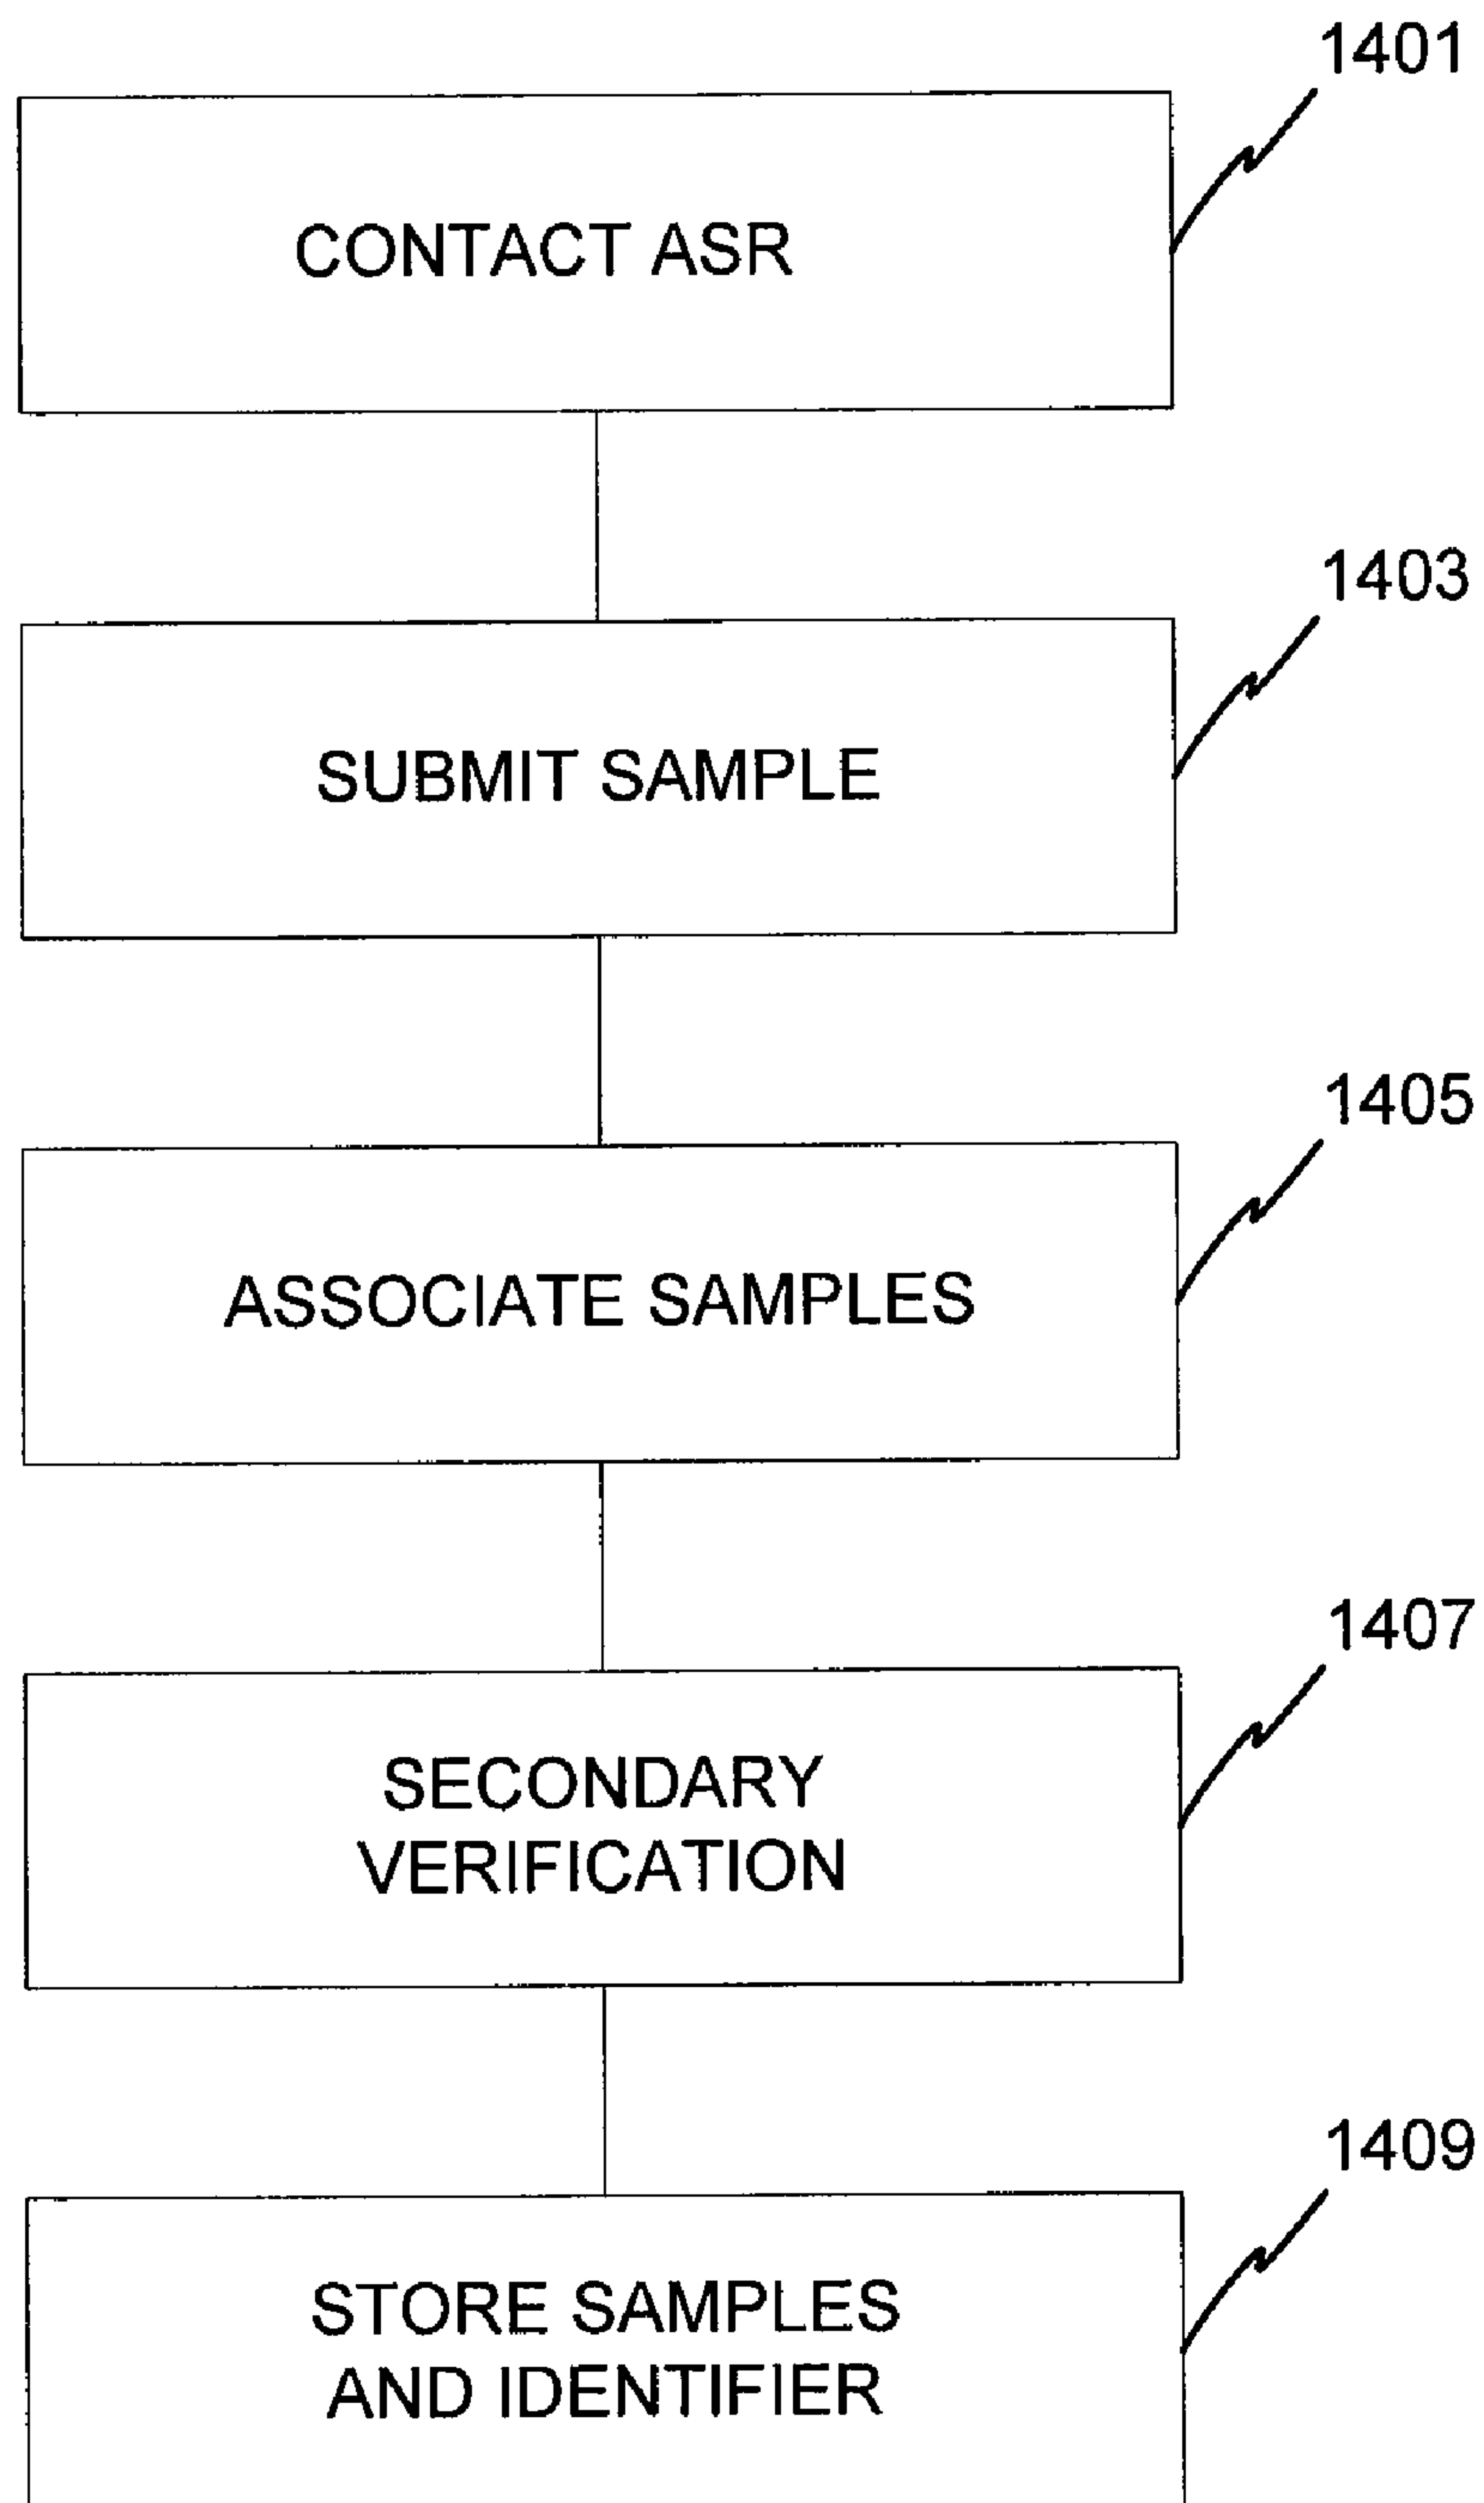 1401
CONTACT ASR
1403
SUBMIT SAMPLE
1405
ASSOCIATE SAMPLES
1407
SECONDARY
VERIFICATION
1409
STORE SAMPLES
AND IDENTIFIER